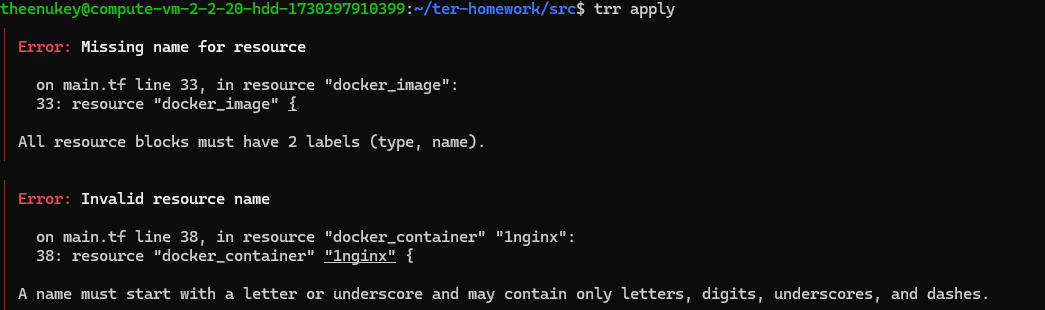 theenukey@compute-vm-2-2-20-hdd-1730297910399:~/ter-homework/src$ trr apply
Error: Missing name for resource
on main.tf line 33, in resource "docker_image":
33: resource "docker_image" {
All resource blocks must have 2 labels (type, name).
Error: Invalid resource name
on main.tf line 38, in resource "docker_container" "1nginx":
38: resource "docker_container" "1nginx" {
A name must start with a letter or underscore and may contain only letters, digits, underscores, and dashes.